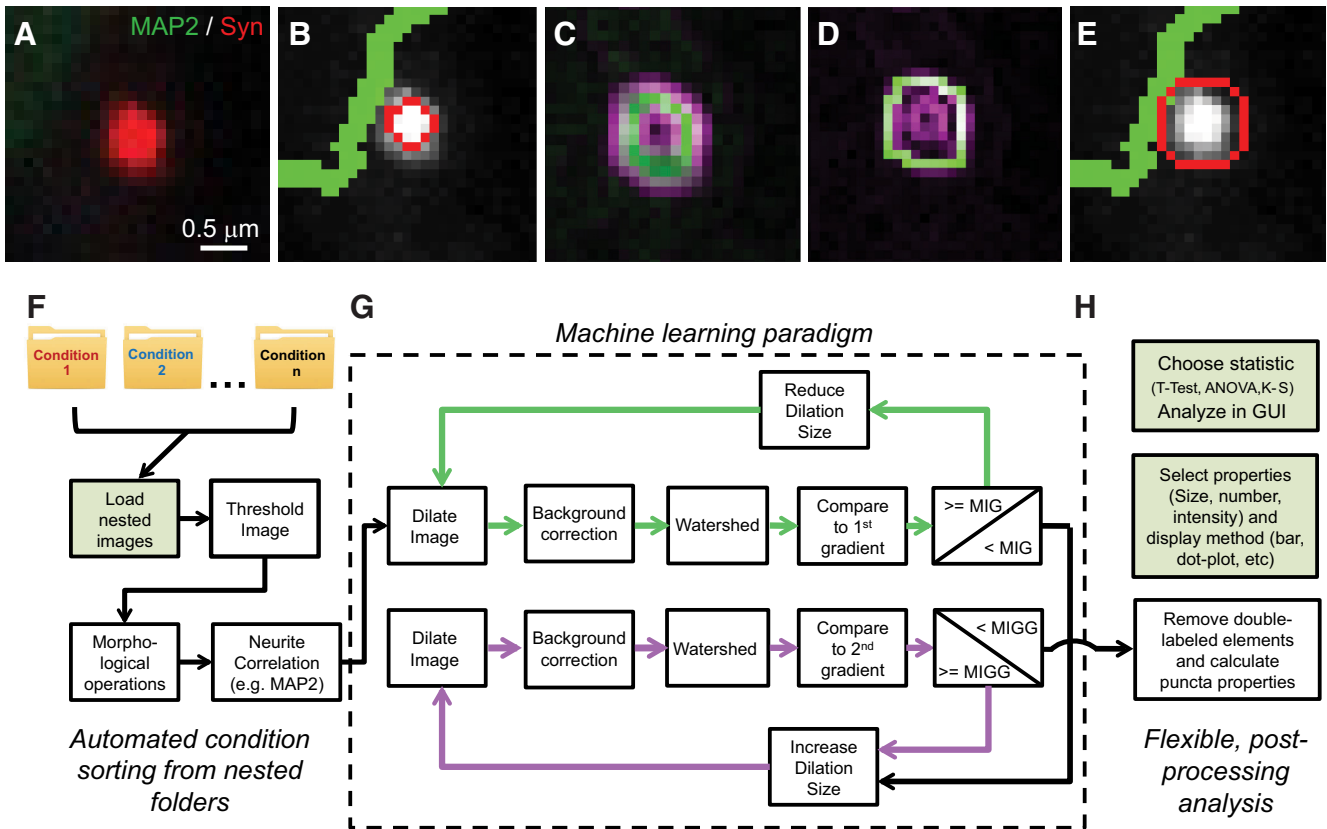 A
MAP2 / Syn
0.5 μm
B
C
D
E
F
Condition
1
Condition
2
...
Condition
n
Load
nested
images
Threshold
Image
Morpho-
logical
operations
Neurite
Correlation
(e.g. MAP2)
Automated condition
sorting from nested
folders
G
Machine learning paradigm
Reduce
Dilation
Size
Dilate
Image
Background
correction
Watershed
Compare
to 1st
gradient
>= MIG
< MIG
Dilate
Image
Background
correction
Watershed
Compare
to 2nd
gradient
< MIGG
>= MIGG
Increase
Dilation
Size
H
Choose statistic
(T-Test, ANOVA,K-S)
Analyze in GUI
Select properties
(Size, number,
intensity) and
display method (bar,
dot-plot, etc)
Remove double-
labeled elements
and calculate
puncta properties
Flexible, post-
processing
analysis